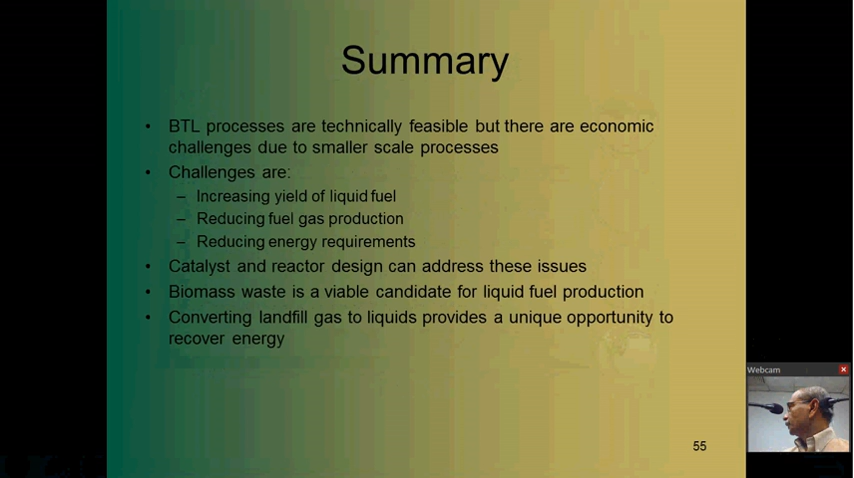 Summary
• BTL processes are technically feasible but there are economic
challenges due to smaller scale processes
• Challenges are:
– Increasing yield of liquid fuel
– Reducing fuel gas production
– Reducing energy requirements
• Catalyst and reactor design can address these issues
• Biomass waste is a viable candidate for liquid fuel production
• Converting landfill gas to liquids provides a unique opportunity to
recover energy
Webcam
55